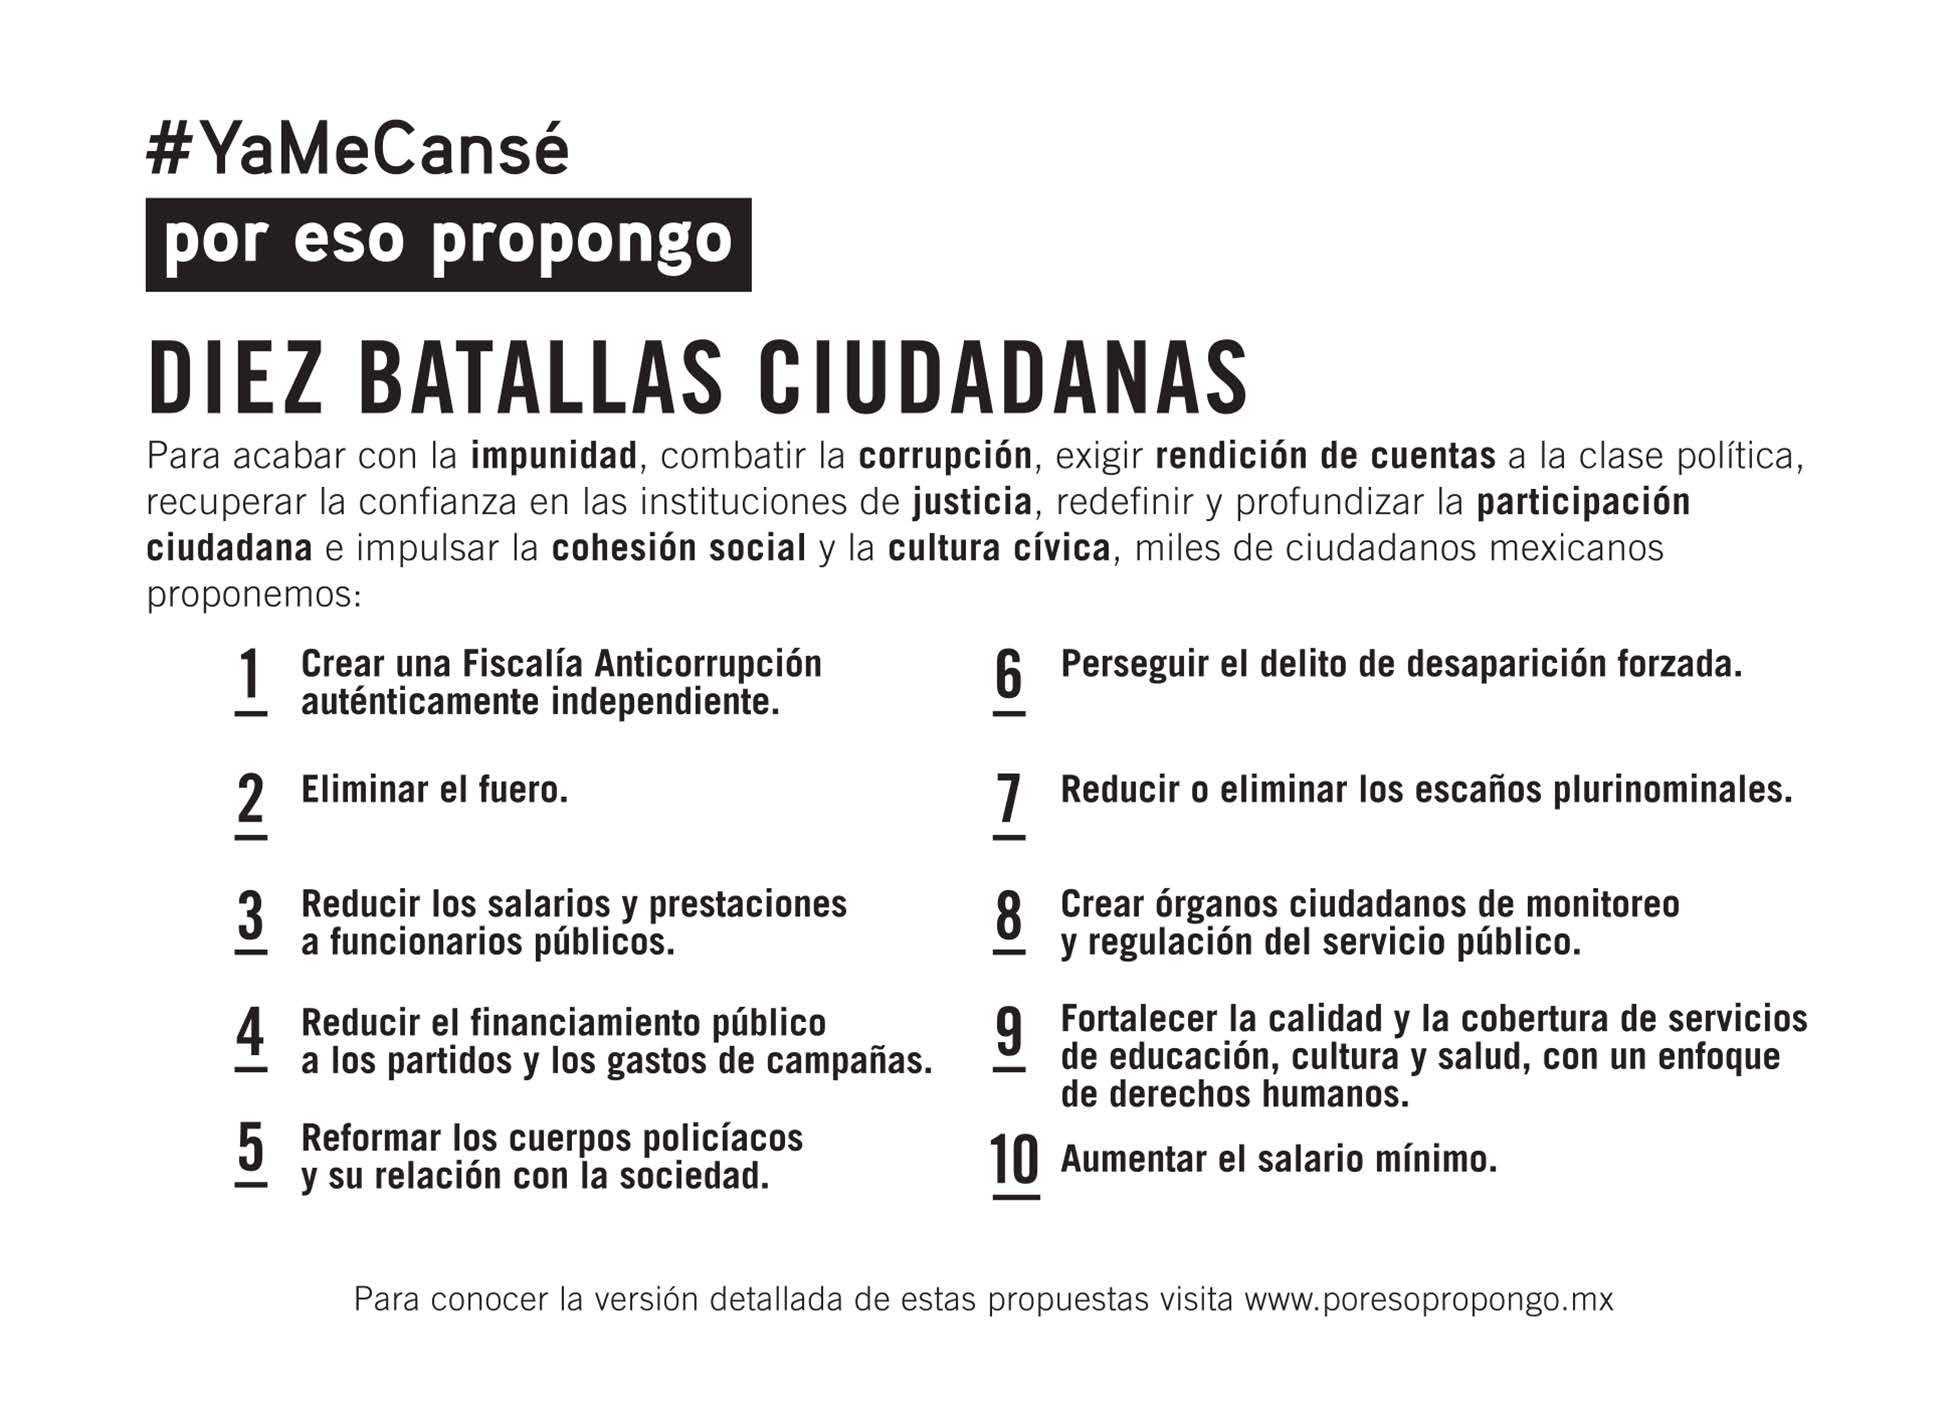 #YaMeCansé
por eso propongo
DIEZ BATALLAS CIUDADANAS
Para acabar con la impunidad, combatir la corrupción, exigir rendición de cuentas a la clase política,
recuperar la confianza en las instituciones de justicia, redefinir y profundizar la participación
ciudadana e impulsar la cohesión social y la cultura cívica, miles de ciudadanos mexicanos
proponemos:
1 Crear una Fiscalía Anticorrupción
auténticamente independiente.
2 Eliminar el fuero.
3 Reducir los salarios y prestaciones
a funcionarios públicos.
4 Reducir el financiamiento público
a los partidos y los gastos de campañas.
5 Reformar los cuerpos policíacos
y su relación con la sociedad.
6 Perseguir el delito de desaparición forzada.
7 Reducir o eliminar los escaños plurinominales.
8 Crear órganos ciudadanos de monitoreo
y regulación del servicio público.
9 Fortalecer la calidad y la cobertura de servicios
de educación, cultura y salud, con un enfoque
de derechos humanos.
10 Aumentar el salario mínimo.
Para conocer la versión detallada de estas propuestas visita www.poresopropongo.mx